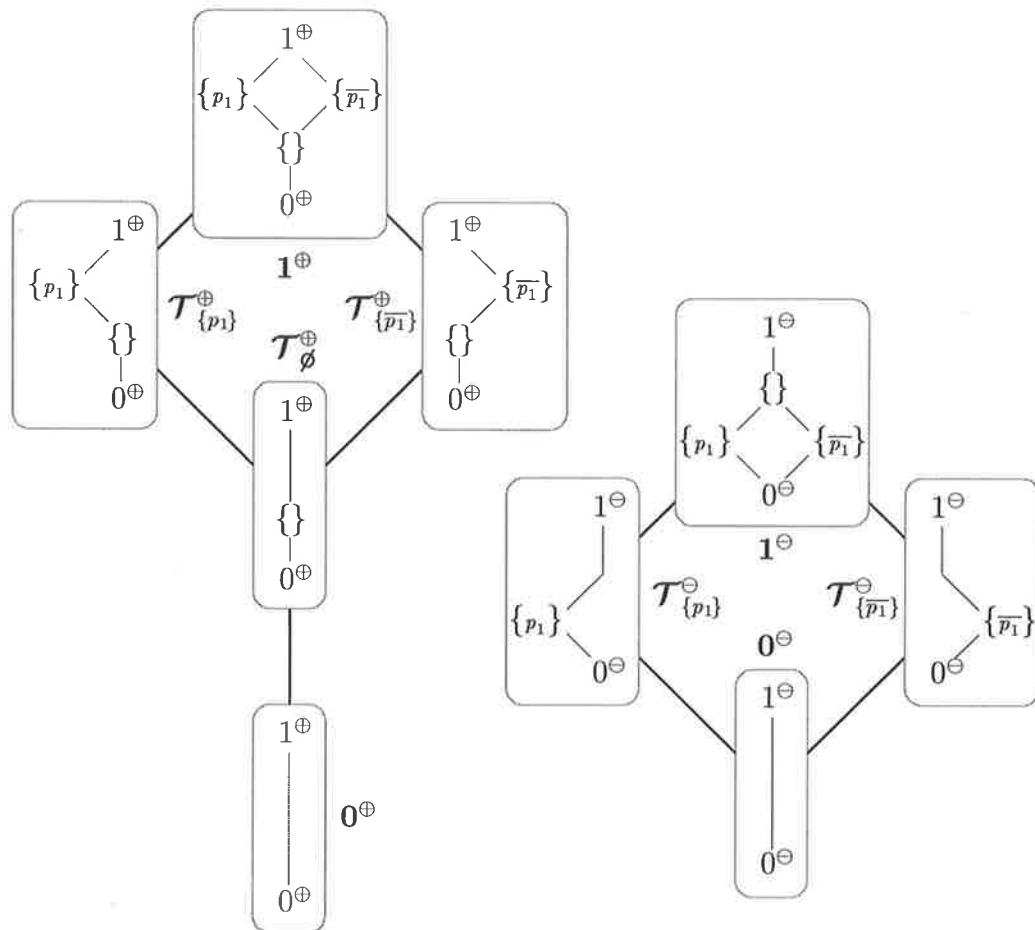 1⊕
{p₁} {p̅₁̅}
{}
0⊕
1⊕
{p₁}
{}
0⊕
𝓣⊕{p₁}
𝟏⊕
𝓣⊕{p̅₁̅}
1⊕
{p̅₁̅}
{}
0⊕
𝓣⊕∅
1⊕
{}
0⊕
1⊕
0⊕
𝟎⊕
1⊖
{}
{p₁} {p̅₁̅}
0⊖
1⊖
{p₁}
0⊖
𝓣⊖{p₁}
𝟏⊖
𝓣⊖{p̅₁̅}
1⊖
{p̅₁̅}
0⊖
𝟎⊖
1⊖
0⊖